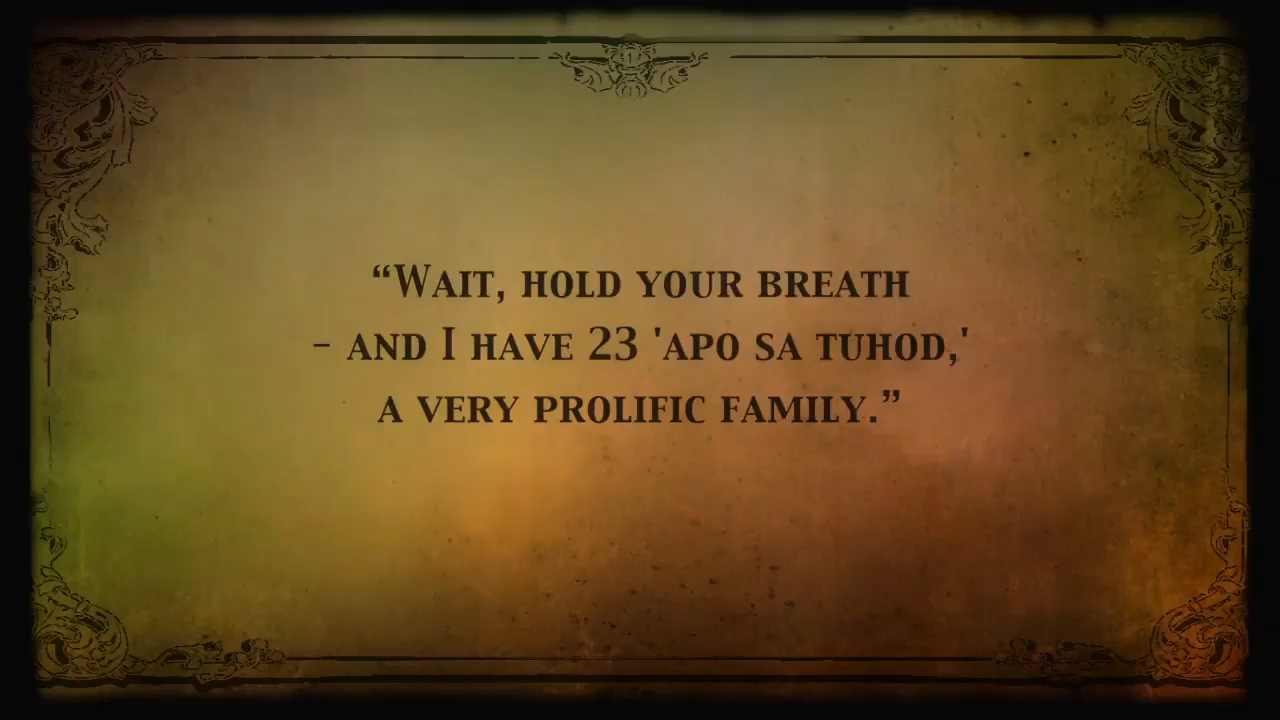 “Wait, hold your breath
- and I have 23 'apo sa tuhod,'
a very prolific family.”